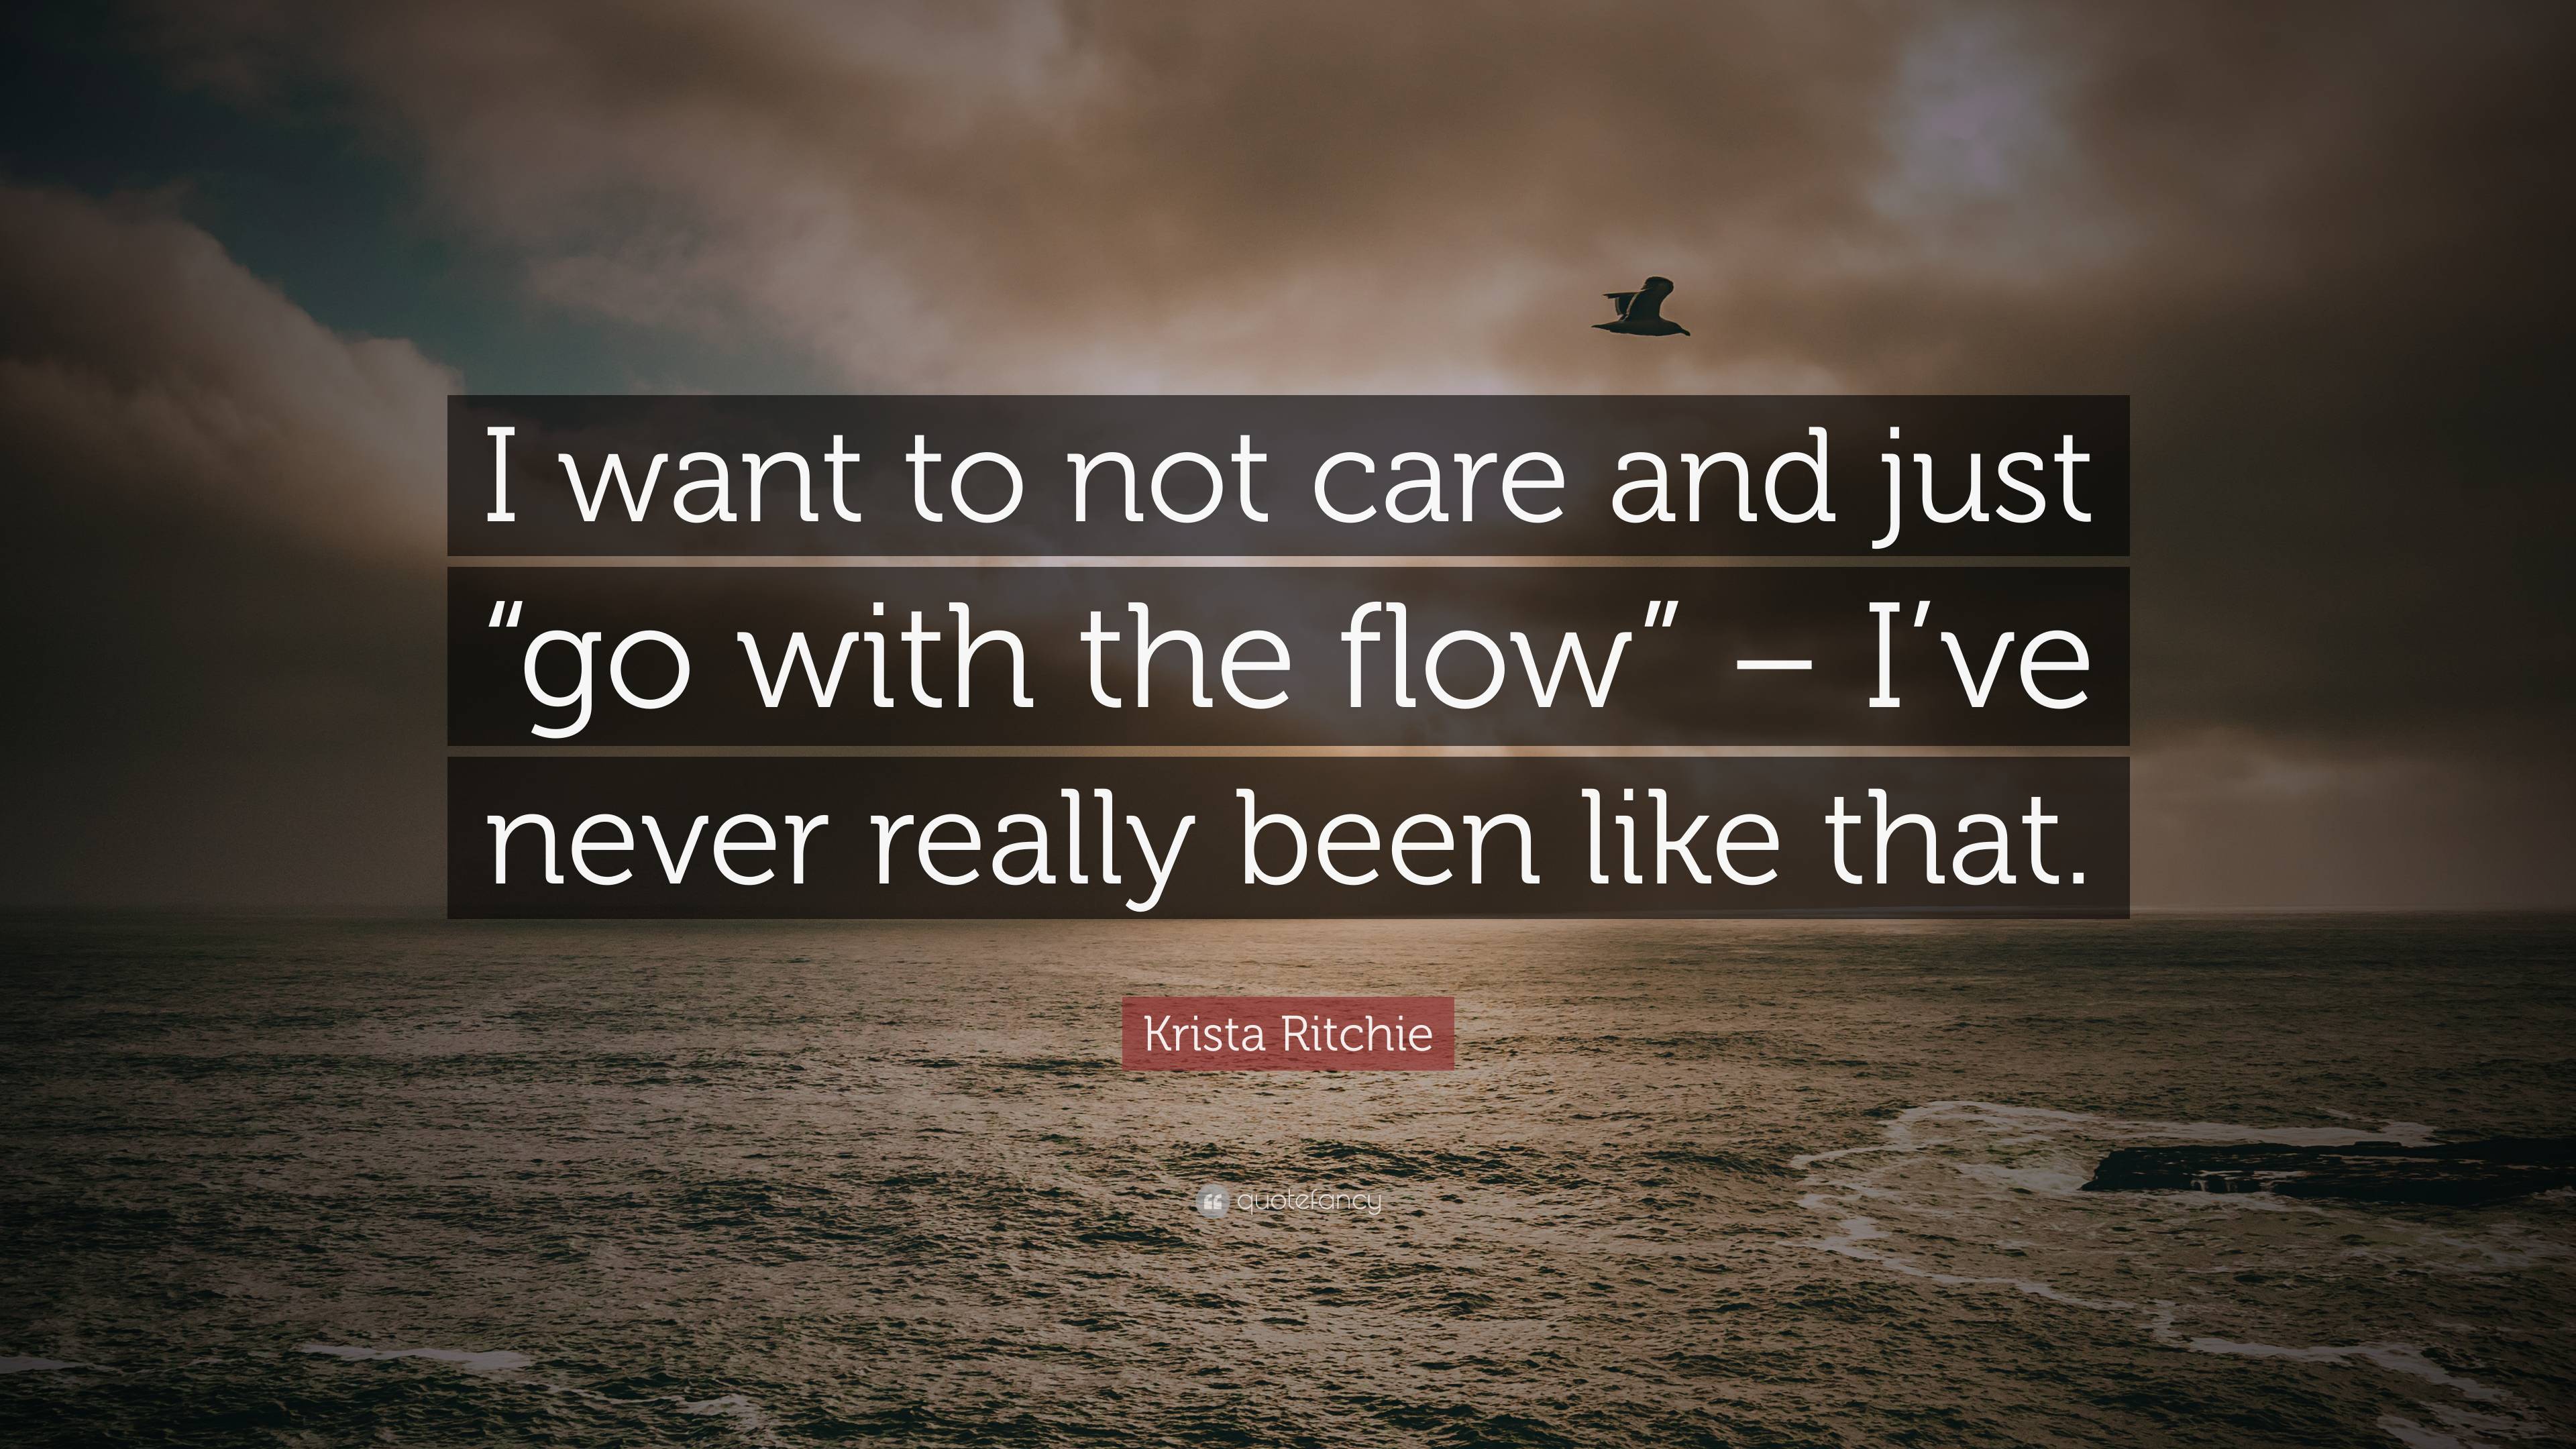 I want to not care and just
“go with the flow” – I’ve
never really been like that.
Krista Ritchie
quotefancy